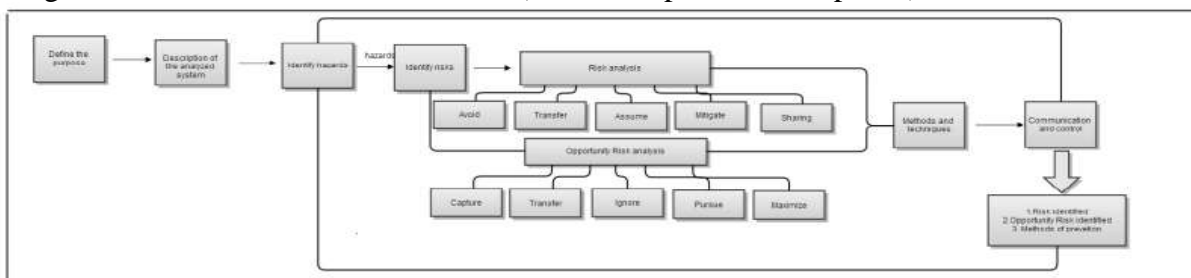 Define the
purpose
Description of
the analyzed
system
Identify hazards
hazards
Identify risks
Risk analysis
Avoid
Transfer
Assume
Mitigate
Sharing
Opportunity Risk analysis
Capture
Transfer
Ignore
Pursue
Maximize
Methods and
techniques
Communication
and control
1.Risk identified
2.Opportunity Risk identified
3. Methods of prevetion